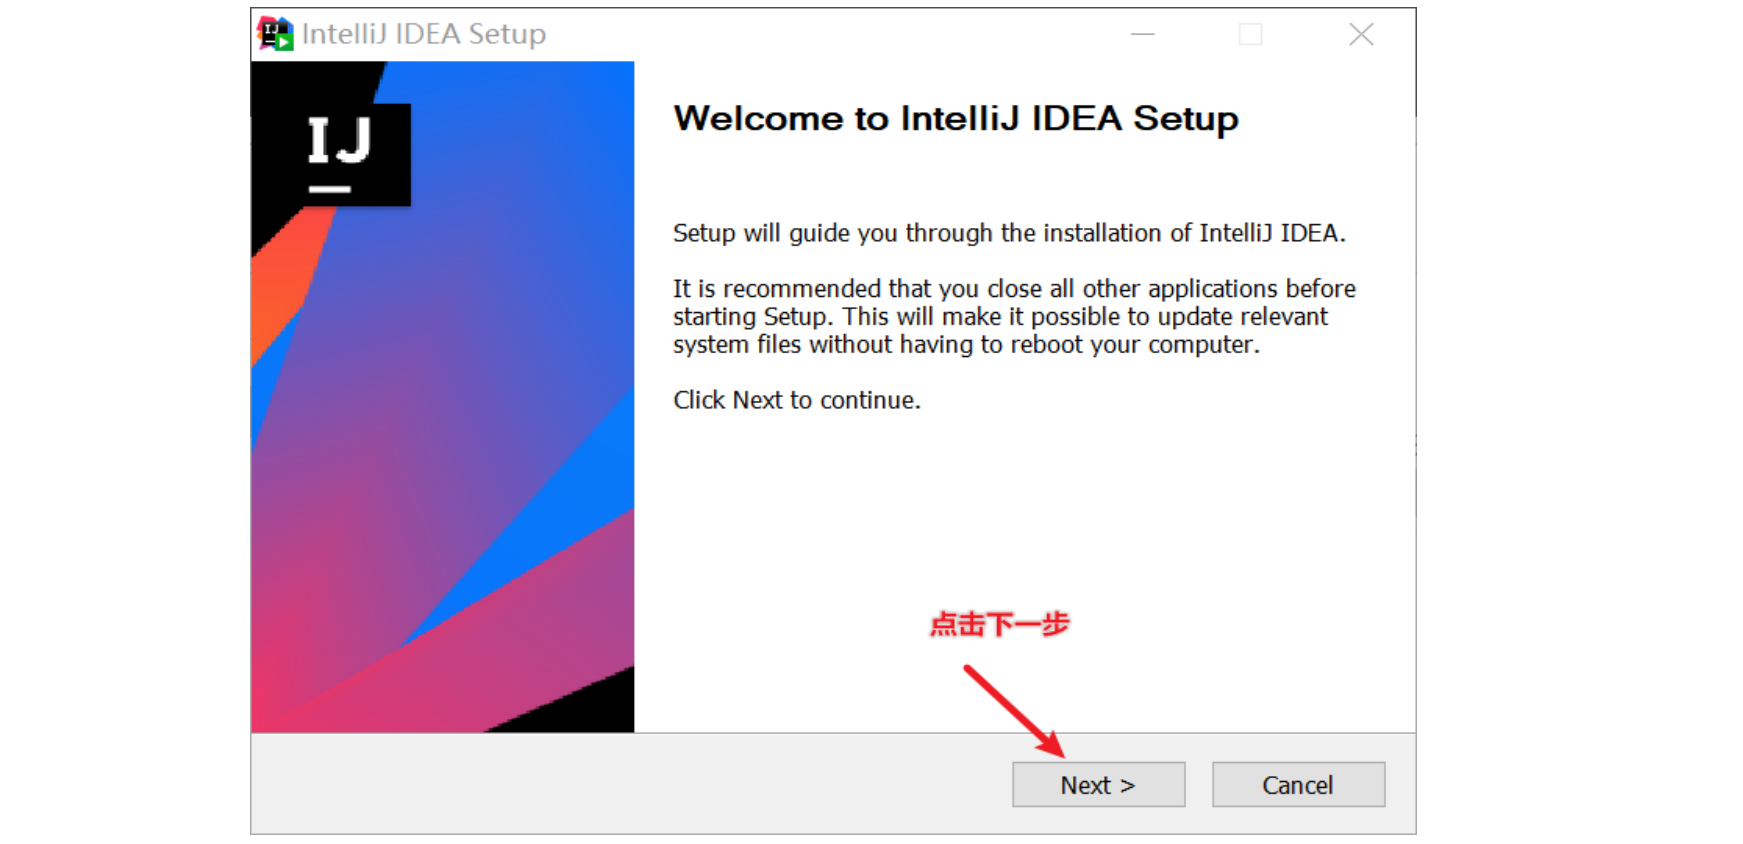 IntelliJ IDEA Setup
IJ
Welcome to IntelliJ IDEA Setup
Setup will guide you through the installation of IntelliJ IDEA.
It is recommended that you close all other applications before
starting Setup. This will make it possible to update relevant
system files without having to reboot your computer.
Click Next to continue.
点击下一步
Next >
Cancel